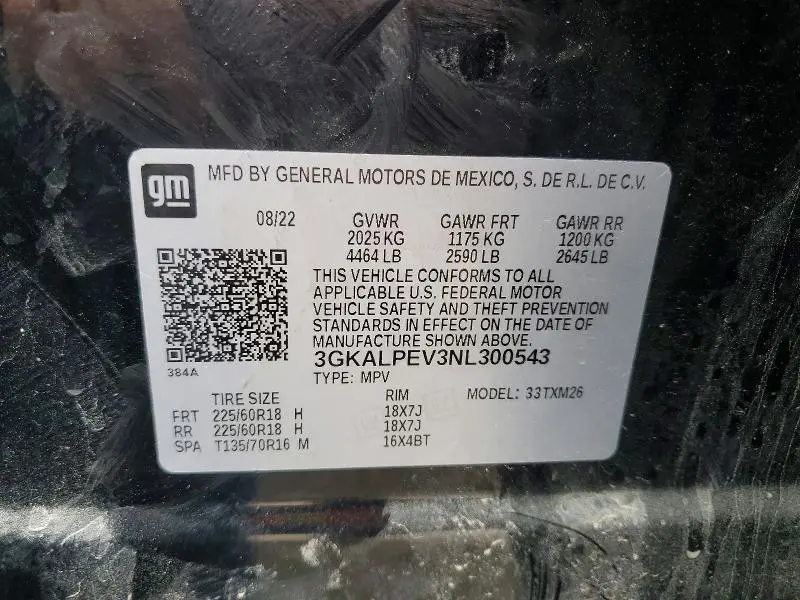 gm MFD BY GENERAL MOTORS DE MEXICO, S. DE R.L. DE C.V.
08/22 GVWR GAWR FRT GAWR RR
2025 KG 1175 KG 1200 KG
4464 LB 2590 LB 2645 LB
THIS VEHICLE CONFORMS TO ALL
APPLICABLE U.S. FEDERAL MOTOR
VEHICLE SAFETY AND THEFT PREVENTION
STANDARDS IN EFFECT ON THE DATE OF
MANUFACTURE SHOWN ABOVE.
3GKALPEV3NL300543
384A TYPE: MPV MODEL: 33TXM26
TIRE SIZE RIM
FRT 225/60R18 H 18X7J
RR 225/60R18 H 18X7J
SPA T135/70R16 M 16X4BT